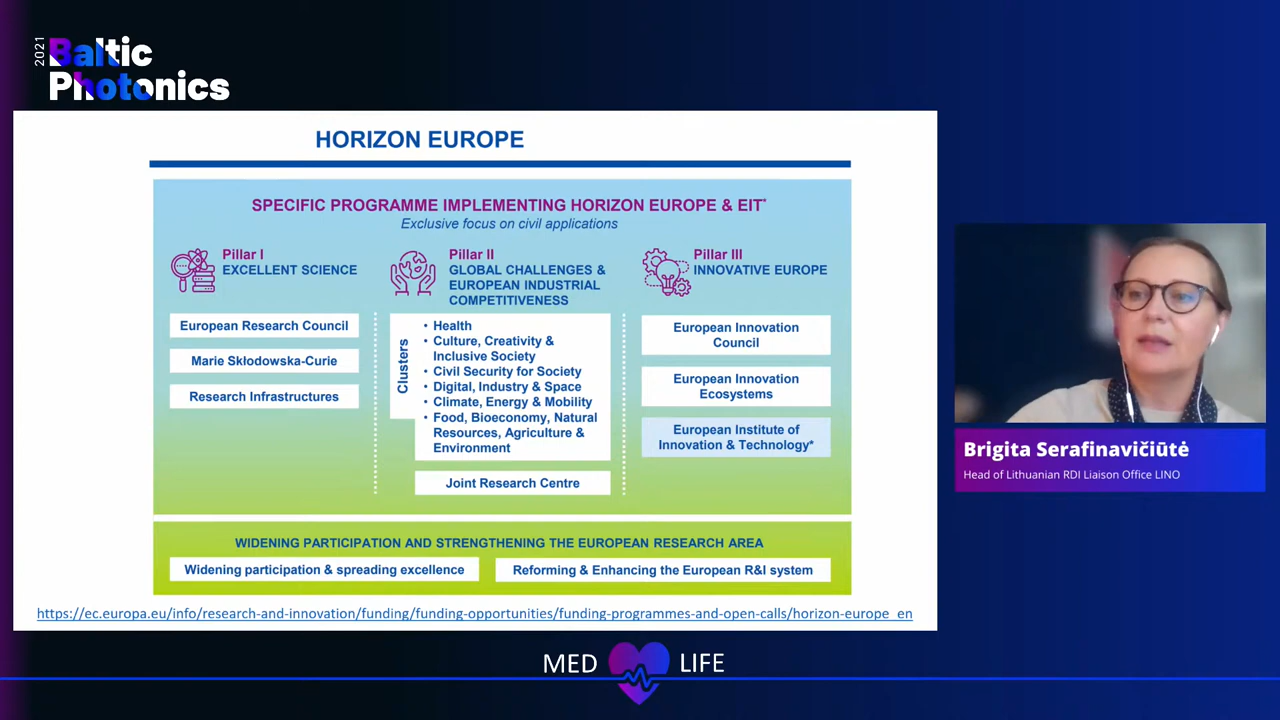 2021
Baltic
Photonics
HORIZON EUROPE
SPECIFIC PROGRAMME IMPLEMENTING HORIZON EUROPE & EIT*
Exclusive focus on civil applications
Pillar I
EXCELLENT SCIENCE
European Research Council
Marie Skłodowska-Curie
Research Infrastructures
Pillar II
GLOBAL CHALLENGES &
EUROPEAN INDUSTRIAL
COMPETITIVENESS
Clusters
• Health
• Culture, Creativity &
Inclusive Society
• Civil Security for Society
• Digital, Industry & Space
• Climate, Energy & Mobility
• Food, Bioeconomy, Natural
Resources, Agriculture &
Environment
Joint Research Centre
Pillar III
INNOVATIVE EUROPE
European Innovation
Council
European Innovation
Ecosystems
European Institute of
Innovation & Technology*
WIDENING PARTICIPATION AND STRENGTHENING THE EUROPEAN RESEARCH AREA
Widening participation & spreading excellence
Reforming & Enhancing the European R&I system
https://ec.europa.eu/info/research-and-innovation/funding/funding-opportunities/funding-programmes-and-open-calls/horizon-europe_en
Brigita Serafinavičiūtė
Head of Lithuanian RDI Liaison Office LINO
MED LIFE